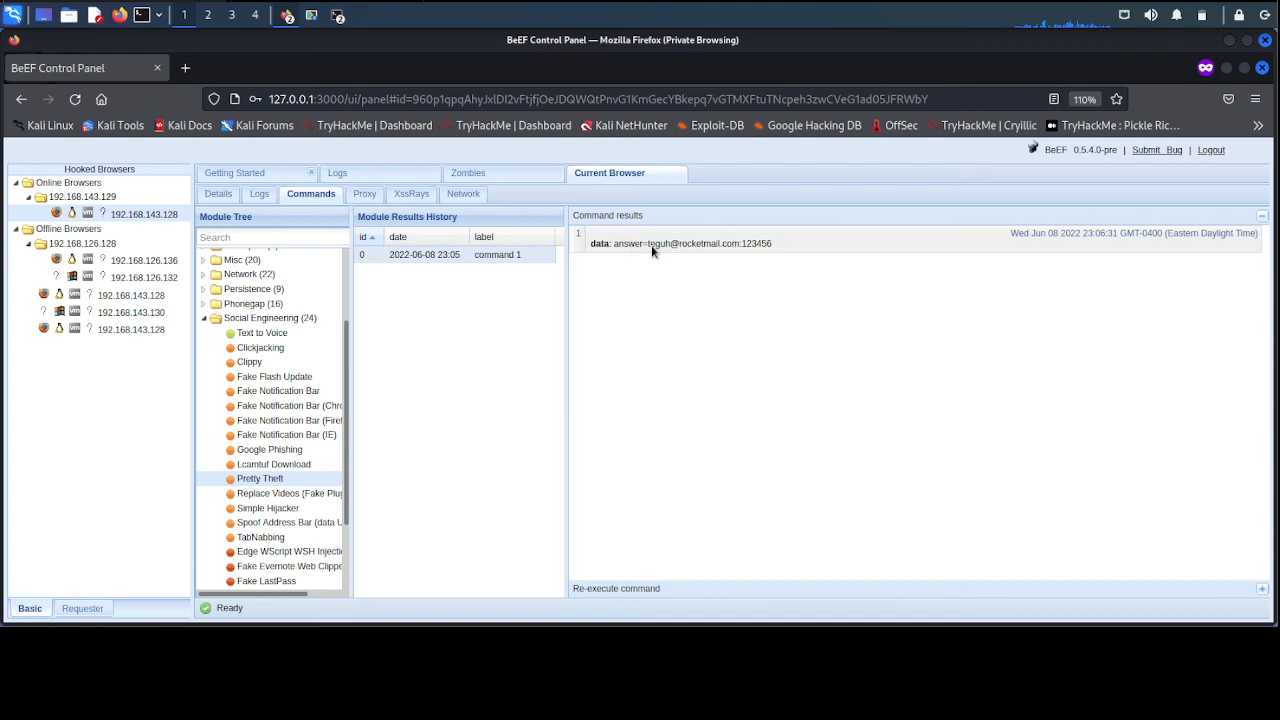 1 2 3 4
BeEF Control Panel — Mozilla Firefox (Private Browsing)
BeEF Control Panel
127.0.0.1:3000/ui/panel#id=960p1qpqAhyJxlDI2vFtjfjOeJDQWQtPnvG1KmGecYBkepq7vGTMXFtuTNcpeh3zwCVeG1ad05JFRWbY 110%
Kali Linux Kali Tools Kali Docs Kali Forums TryHackMe | Dashboard TryHackMe | Dashboard Kali NetHunter Exploit-DB Google Hacking DB OffSec TryHackMe | Cryillic TryHackMe : Pickle Ric…
BeEF 0.5.4.0-pre | Submit Bug | Logout
Hooked Browsers
Online Browsers
192.168.143.129
192.168.143.128
Offline Browsers
192.168.126.128
192.168.126.136
192.168.126.132
192.168.143.128
192.168.143.130
192.168.143.128
Basic Requester
Getting Started Logs Zombies Current Browser
Details Logs Commands Proxy XssRays Network
Module Tree
Search
Misc (20)
Network (22)
Persistence (9)
Phonegap (16)
Social Engineering (24)
Text to Voice
Clickjacking
Clippy
Fake Flash Update
Fake Notification Bar
Fake Notification Bar (Chro
Fake Notification Bar (Firef
Fake Notification Bar (IE)
Google Phishing
Lcamtuf Download
Pretty Theft
Replace Videos (Fake Plug
Simple Hijacker
Spoof Address Bar (data U
TabNabbing
Edge WScript WSH Injecti
Fake Evernote Web Clippe
Fake LastPass
Module Results History
id date label
0 2022-06-08 23:05 command 1
Command results
1 Wed Jun 08 2022 23:06:31 GMT-0400 (Eastern Daylight Time)
data: answer=teguh@rocketmail.com:123456
Re-execute command
Ready